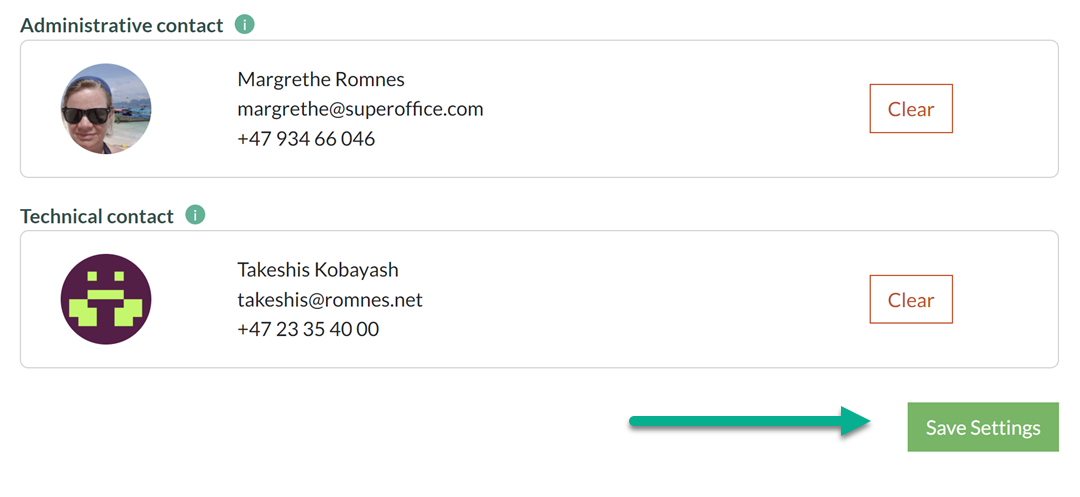 Administrative contact i
Margrethe Romnes
margrethe@superoffice.com
+47 934 66 046
Clear
Technical contact i
Takeshis Kobayash
takeshis@romnes.net
+47 23 35 40 00
Clear
Save Settings